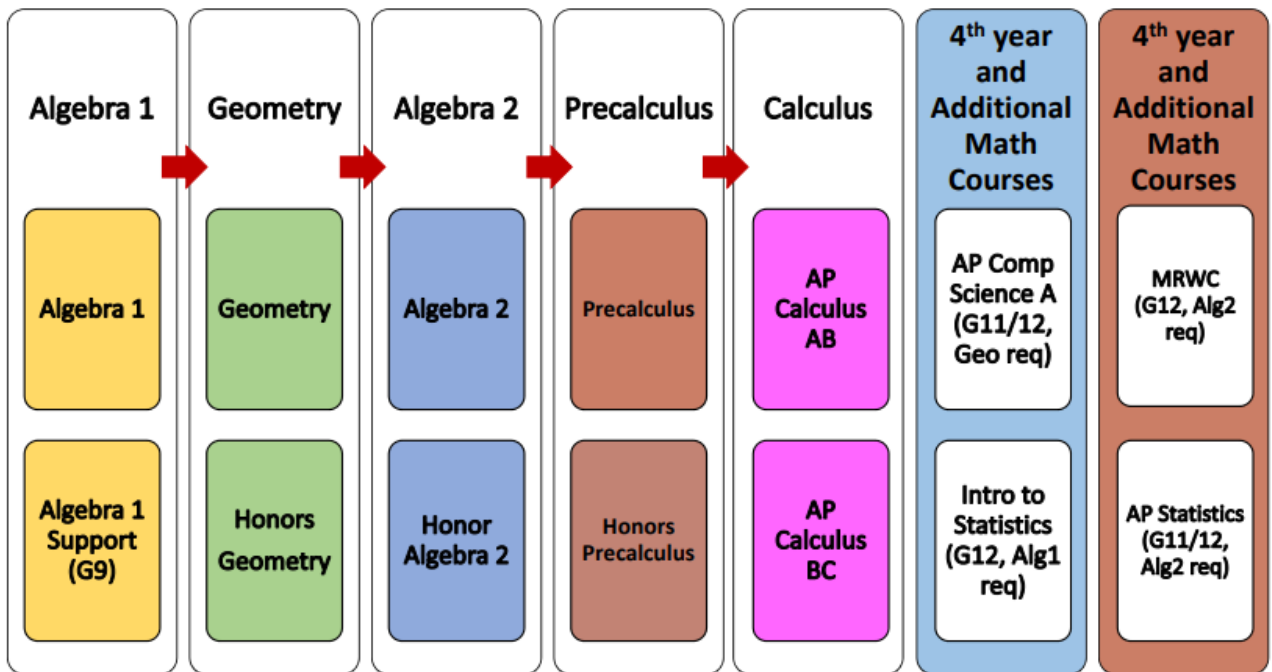 Algebra 1
Geometry
Algebra 2
Precalculus
Calculus
4th year
and
Additional
Math
Courses
4th year
and
Additional
Math
Courses
Algebra 1
Geometry
Algebra 2
Precalculus
AP
Calculus
AB
AP Comp
Science A
(G11/12,
Geo req)
MRWC
(G12, Alg2
req)
Algebra 1
Support
(G9)
Honors
Geometry
Honor
Algebra 2
Honors
Precalculus
AP
Calculus
BC
Intro to
Statistics
(G12, Alg1
req)
AP Statistics
(G11/12,
Alg2 req)